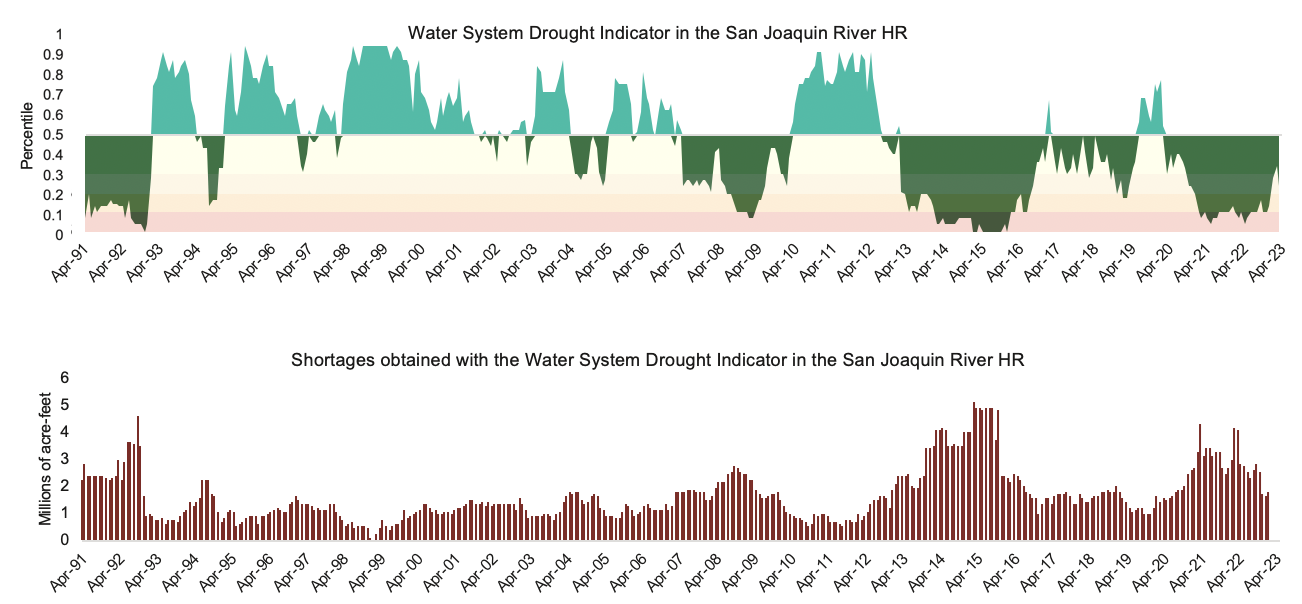 Water System Drought Indicator in the San Joaquin River HR
Percentile
1
0.9
0.8
0.7
0.6
0.5
0.4
0.3
0.2
0.1
0
Apr-91
Apr-92
Apr-93
Apr-94
Apr-95
Apr-96
Apr-97
Apr-98
Apr-99
Apr-00
Apr-01
Apr-02
Apr-03
Apr-04
Apr-05
Apr-06
Apr-07
Apr-08
Apr-09
Apr-10
Apr-11
Apr-12
Apr-13
Apr-14
Apr-15
Apr-16
Apr-17
Apr-18
Apr-19
Apr-20
Apr-21
Apr-22
Apr-23
Shortages obtained with the Water System Drought Indicator in the San Joaquin River HR
Millions of acre-feet
6
5
4
3
2
1
0
Apr-91
Apr-92
Apr-93
Apr-94
Apr-95
Apr-96
Apr-97
Apr-98
Apr-99
Apr-00
Apr-01
Apr-02
Apr-03
Apr-04
Apr-05
Apr-06
Apr-07
Apr-08
Apr-09
Apr-10
Apr-11
Apr-12
Apr-13
Apr-14
Apr-15
Apr-16
Apr-17
Apr-18
Apr-19
Apr-20
Apr-21
Apr-22
Apr-23